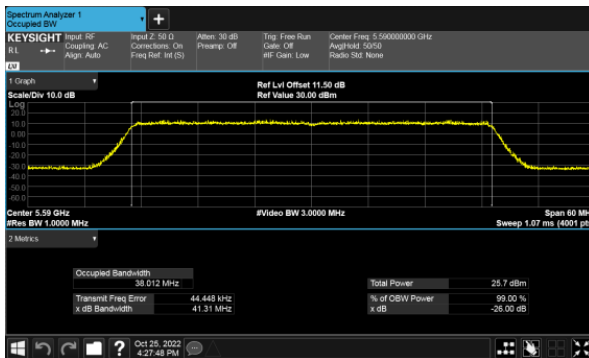 Spectrum Analyzer 1
Occupied BW
+
KEYSIGHT
RL
Input: RF
Coupling: AC
Align: Auto
Input Z: 50 Ω
Corrections: On
Freq Ref: Int (S)
Atten: 30 dB
Preamp: Off
Trig: Free Run
Gate: Off
#IF Gain: Low
Center Freq: 5.590000000 GHz
Avg|Hold: 50/50
Radio Std: None
1 Graph
Scale/Div 10.0 dB
Ref Lvl Offset 11.50 dB
Ref Value 30.00 dBm
Log
20.0
10.0
0.00
-10.0
-20.0
-30.0
-40.0
-50.0
-60.0
Center 5.59 GHz
#Res BW 1.0000 MHz
#Video BW 3.0000 MHz
Span 60 MH
Sweep 1.07 ms (4001 pt
2 Metrics
Occupied Bandwidth
38.012 MHz
Transmit Freq Error 44.448 kHz
x dB Bandwidth 41.31 MHz
Total Power 25.7 dBm
% of OBW Power 99.00 %
x dB -26.00 dB
?
Oct 25, 2022
4:27:48 PM